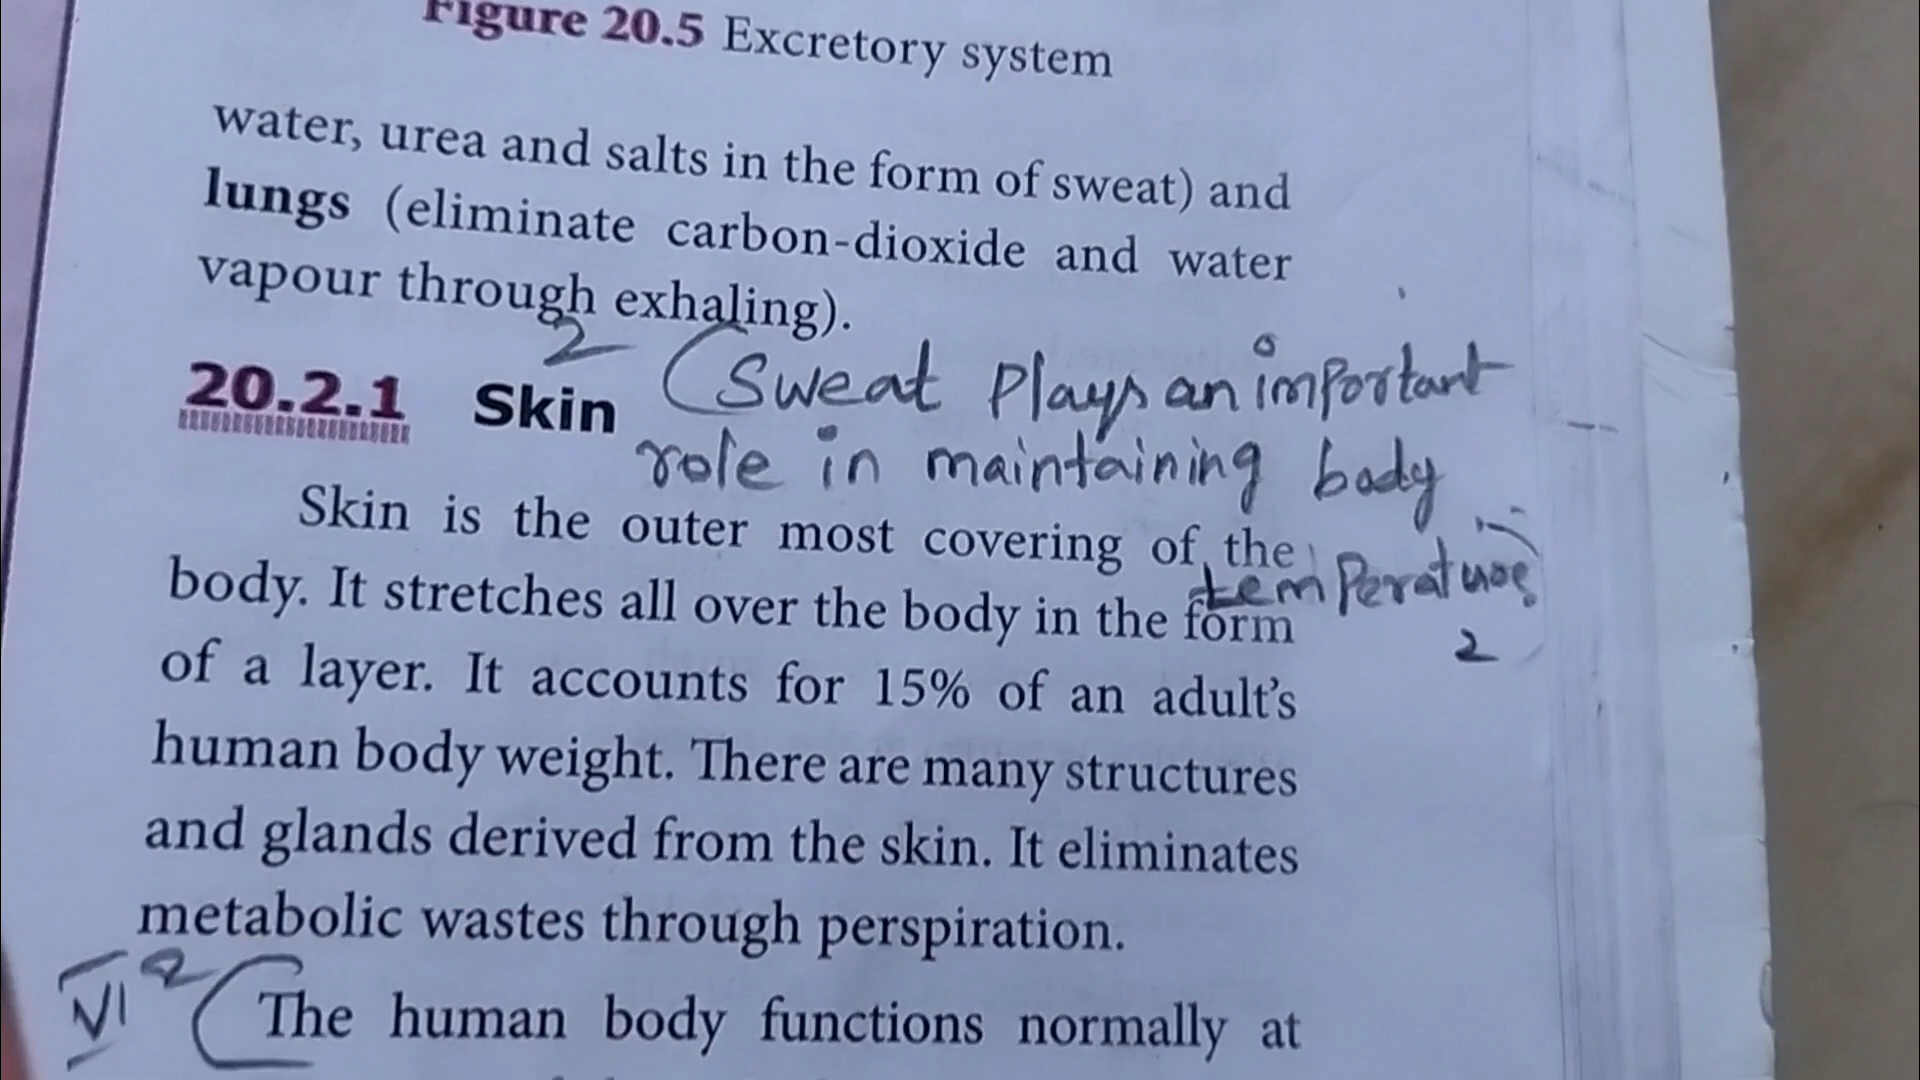 Figure 20.5 Excretory system
water, urea and salts in the form of sweat) and
lungs (eliminate carbon-dioxide and water
vapour through exhaling).
2 (Sweat Plays an important
20.2.1 Skin
role in maintaining body
Skin is the outer most covering of the
temperature)
body. It stretches all over the body in the form
2
of a layer. It accounts for 15% of an adult's
human body weight. There are many structures
and glands derived from the skin. It eliminates
metabolic wastes through perspiration.
VI 2 (The human body functions normally at